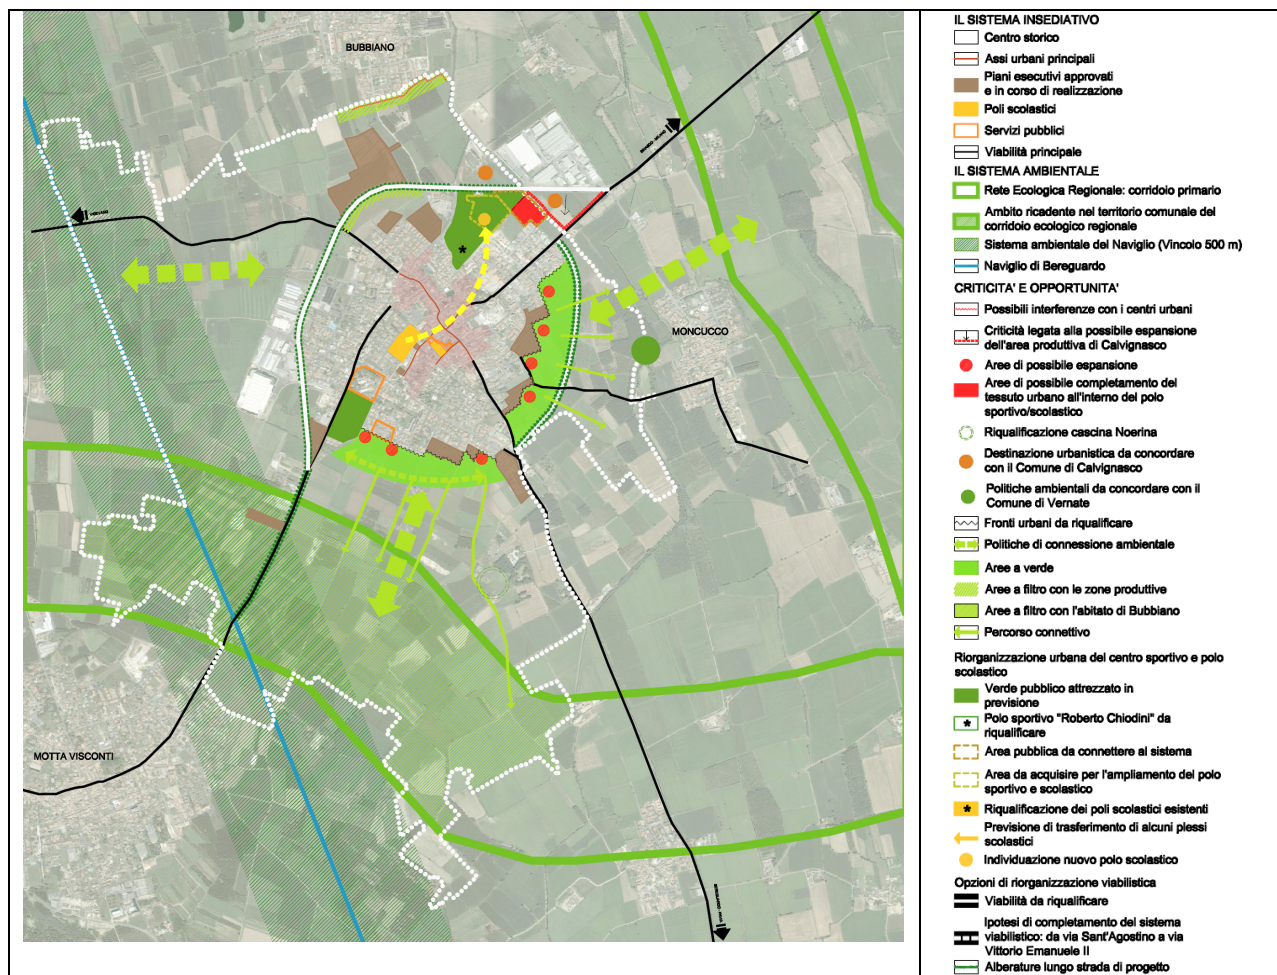 BUBBIANO
MONCUCCO
MOTTA VISCONTI
IL SISTEMA INSEDIATIVO
Centro storico
Assi urbani principali
Piani esecutivi approvati
e in corso di realizzazione
Poli scolastici
Servizi pubblici
Viabilità principale
IL SISTEMA AMBIENTALE
Rete Ecologica Regionale: corridoio primario
Ambito ricadente nel territorio comunale del
corridoio ecologico regionale
Sistema ambientale del Naviglio (Vincolo 500 m)
Naviglio di Bereguardo
CRITICITA' E OPPORTUNITA'
Possibili interferenze con i centri urbani
Criticità legata alla possibile espansione
dell'area produttiva di Calvignasco
Aree di possibile espansione
Aree di possibile completamento del
tessuto urbano all'interno del polo
sportivo/scolastico
Riqualificazione cascina Noerina
Destinazione urbanistica da concordare
con il Comune di Calvignasco
Politiche ambientali da concordare con il
Comune di Vernate
Fronti urbani da riqualificare
Politiche di connessione ambientale
Aree a verde
Aree a filtro con le zone produttive
Aree a filtro con l'abitato di Bubbiano
Percorso connettivo
Riorganizzazione urbana del centro sportivo e polo
scolastico
Verde pubblico attrezzato in
previsione
Polo sportivo "Roberto Chiodini" da
riqualificare
Area pubblica da connettere al sistema
Area da acquisire per l'ampliamento del polo
sportivo e scolastico
Riqualificazione dei poli scolastici esistenti
Previsione di trasferimento di alcuni plessi
scolastici
Individuazione nuovo polo scolastico
Opzioni di riorganizzazione viabilistica
Viabilità da riqualificare
Ipotesi di completamento del sistema
viabilistico: da via Sant'Agostino a via
Vittorio Emanuele II
Alberature lungo strada di progetto